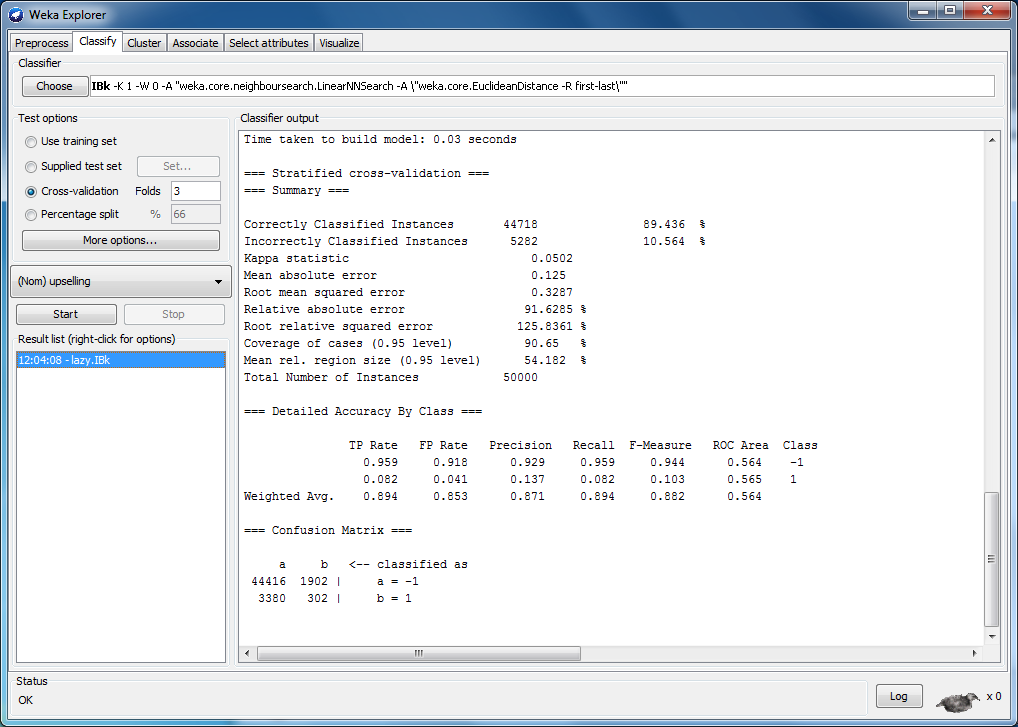 Weka Explorer
Preprocess Classify Cluster Associate Select attributes Visualize
Classifier
Choose IBk -K 1 -W 0 -A "weka.core.neighboursearch.LinearNNSearch -A \"weka.core.EuclideanDistance -R first-last\""
Test options
Use training set
Supplied test set Set...
Cross-validation Folds 3
Percentage split % 66
More options...
(Nom) upselling
Start Stop
Result list (right-click for options)
12:04:08 - lazy.IBk
Classifier output
Time taken to build model: 0.03 seconds
=== Stratified cross-validation ===
=== Summary ===
Correctly Classified Instances 44718 89.436 %
Incorrectly Classified Instances 5282 10.564 %
Kappa statistic 0.0502
Mean absolute error 0.125
Root mean squared error 0.3287
Relative absolute error 91.6285 %
Root relative squared error 125.8361 %
Coverage of cases (0.95 level) 90.65 %
Mean rel. region size (0.95 level) 54.182 %
Total Number of Instances 50000
=== Detailed Accuracy By Class ===
TP Rate FP Rate Precision Recall F-Measure ROC Area Class
0.959 0.918 0.929 0.959 0.944 0.564 -1
0.082 0.041 0.137 0.082 0.103 0.565 1
Weighted Avg. 0.894 0.853 0.871 0.894 0.882 0.564
=== Confusion Matrix ===
a b <-- classified as
44416 1902 | a = -1
3380 302 | b = 1
Status
OK
Log x 0